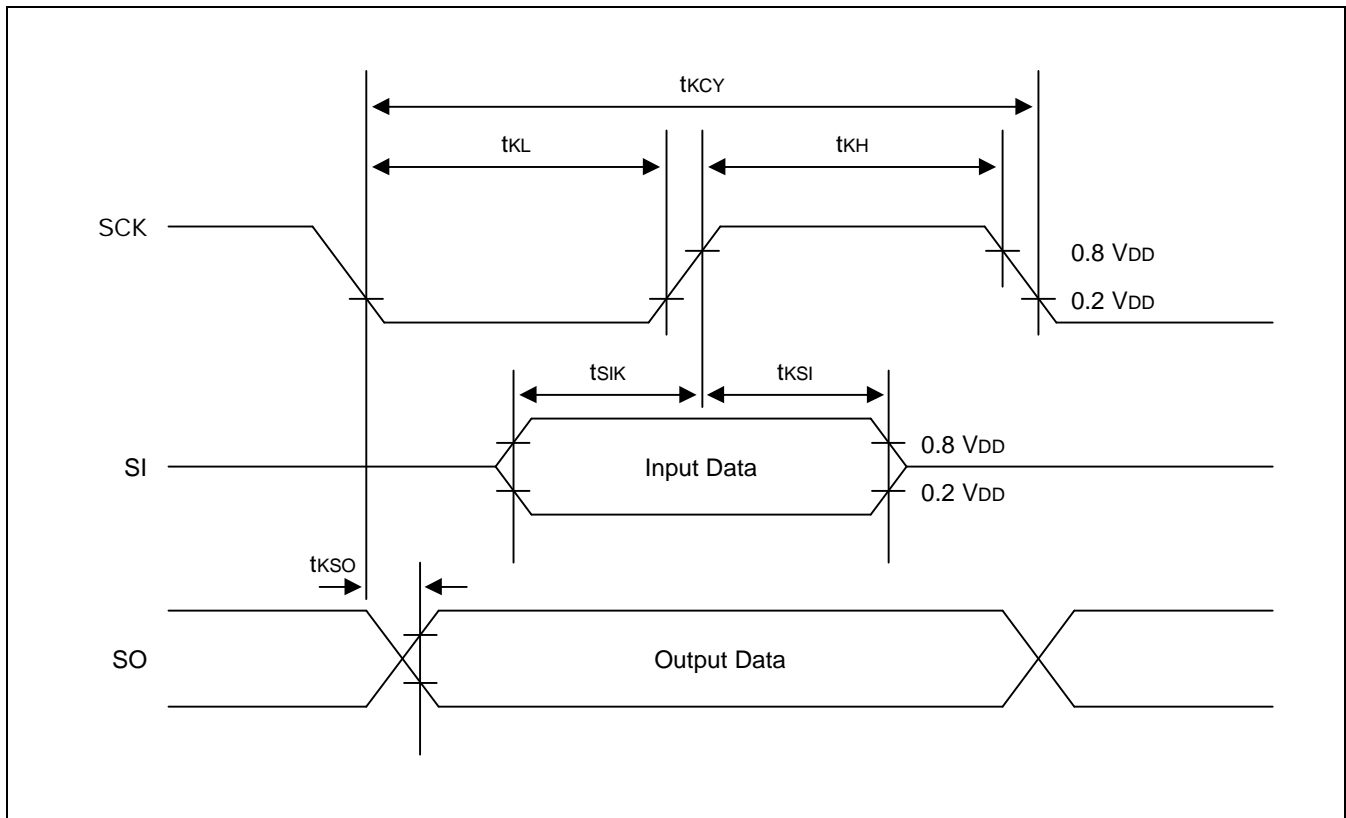 tKCY
tKL
tKH
SCK
0.8 VDD
0.2 VDD
tSIK
tKSI
0.8 VDD
SI
Input Data
0.2 VDD
tKSO
SO
Output Data